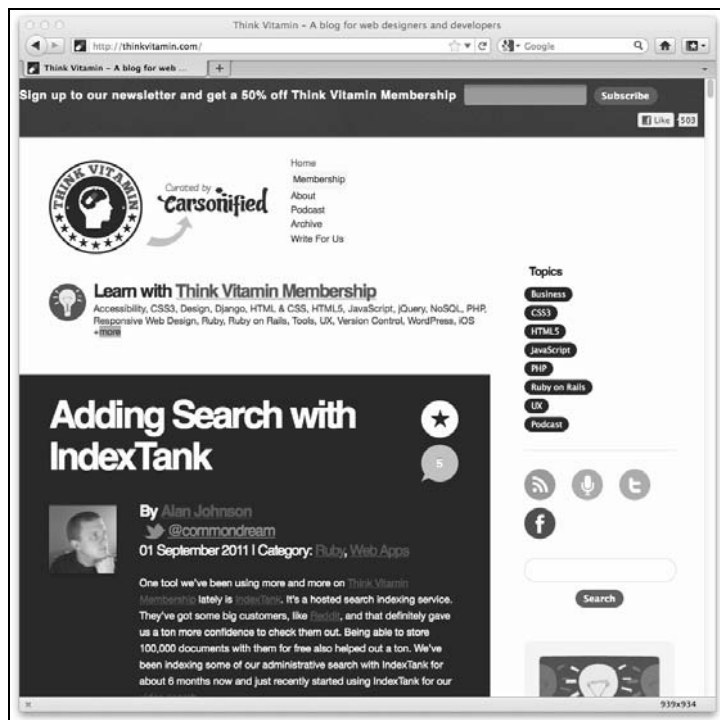 Think Vitamin – A blog for web designers and developers
http://thinkvitamin.com/
Google
Think Vitamin – A blog for web ...
Sign up to our newsletter and get a 50% off Think Vitamin Membership
Subscribe
Like 503
THINK VITAMIN
Curated by
Carsonified
Home
Membership
About
Podcast
Archive
Write For Us
Learn with Think Vitamin Membership
Accessibility, CSS3, Design, Django, HTML & CSS, HTML5, JavaScript, jQuery, NoSQL, PHP,
Responsive Web Design, Ruby, Ruby on Rails, Tools, UX, Version Control, WordPress, iOS
+more
Topics
Business
CSS3
HTML5
JavaScript
PHP
Ruby on Rails
UX
Podcast
Adding Search with
IndexTank
5
By Alan Johnson
@commondream
01 September 2011 | Category: Ruby, Web Apps
One tool we've been using more and more on Think Vitamin
Membership lately is IndexTank. It's a hosted search indexing service.
They've got some big customers, like Reddit, and that definitely gave
us a ton more confidence to check them out. Being able to store
100,000 documents with them for free also helped out a ton. We've
been indexing some of our administrative search with IndexTank for
about 6 months now and just recently started using IndexTank for our
Search
939x934